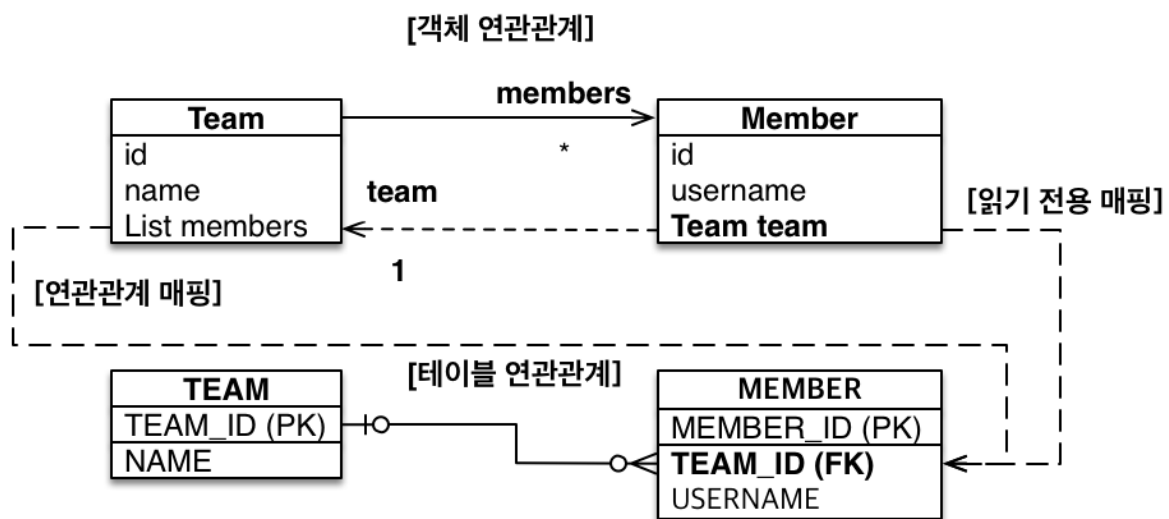 [객체 연관관계]
members
Team
id
name
List members
*
team
1
Member
id
username
Team team
[읽기 전용 매핑]
[연관관계 매핑]
[테이블 연관관계]
TEAM
TEAM_ID (PK)
NAME
MEMBER
MEMBER_ID (PK)
TEAM_ID (FK)
USERNAME